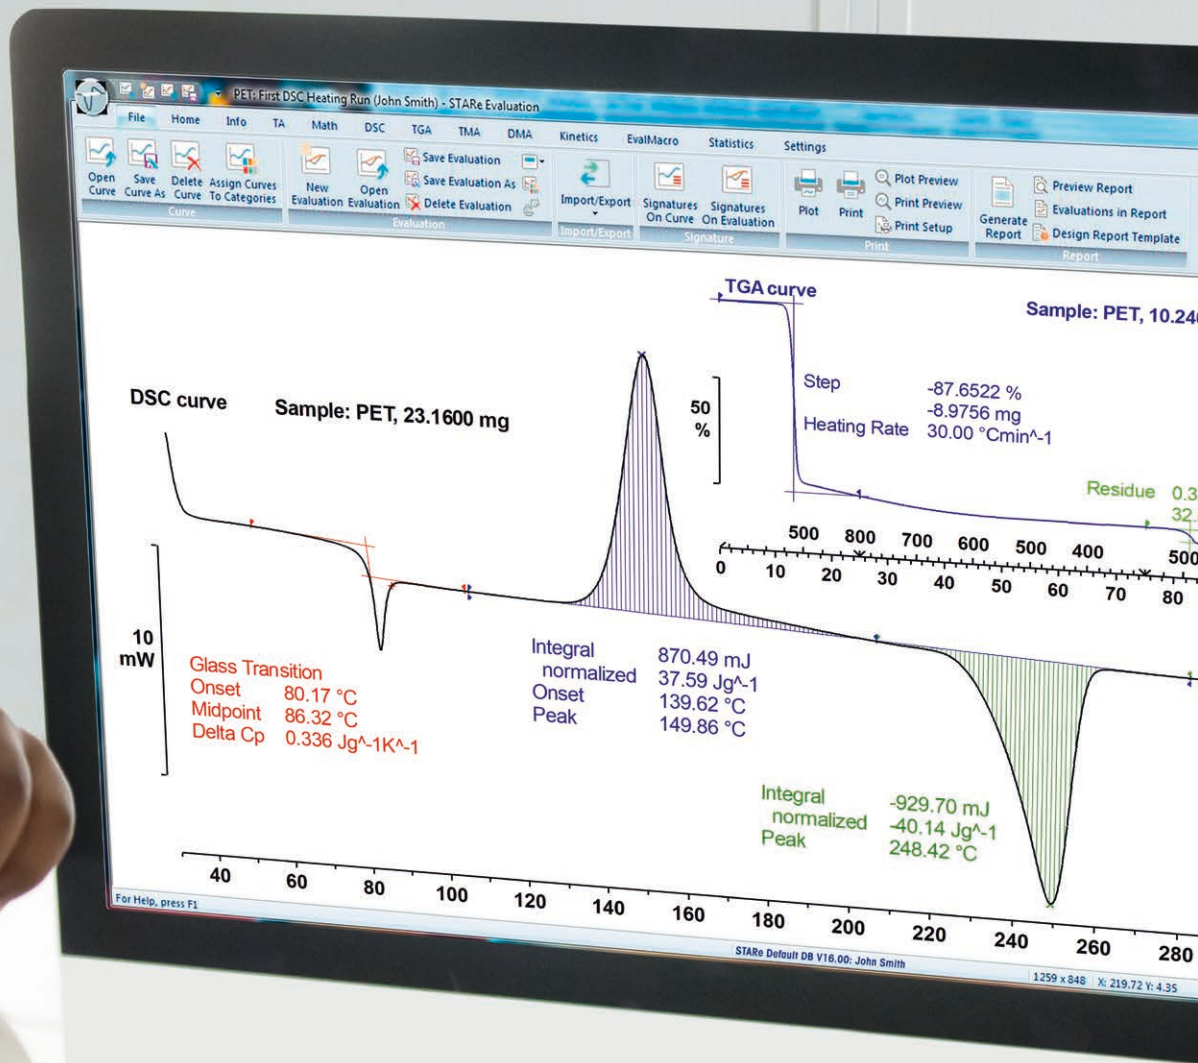 PET: First DSC Heating Run (John Smith) - STARe Evaluation
File Home Info TA Math DSC TGA TMA DMA Kinetics EvalMacro Statistics Settings
Open Curve
Save Curve As
Delete Curve
Assign Curves To Categories
Curve
New Evaluation
Open Evaluation
Save Evaluation
Save Evaluation As
Delete Evaluation
Evaluation
Import/Export
Import/Export
Signatures On Curve
Signatures On Evaluation
Signature
Plot
Print
Plot Preview
Print Preview
Print Setup
Print
Generate Report
Preview Report
Evaluations in Report
Design Report Template
Report
TGA curve
Sample: PET, 10.24
Step -87.6522 %
-8.9756 mg
Heating Rate 30.00 °Cmin^-1
50
%
Residue 0.3
32.
500 800 700 600 500 400 500
0 10 20 30 40 50 60 70 80
DSC curve
Sample: PET, 23.1600 mg
10
mW
Glass Transition
Onset 80.17 °C
Midpoint 86.32 °C
Delta Cp 0.336 Jg^-1K^-1
Integral 870.49 mJ
normalized 37.59 Jg^-1
Onset 139.62 °C
Peak 149.86 °C
Integral -929.70 mJ
normalized -40.14 Jg^-1
Peak 248.42 °C
40 60 80 100 120 140 160 180 200 220 240 260 280
For Help, press F1
STARe Default DB V16.00: John Smith
1259 x 848 X: 219.72 Y: 4.35